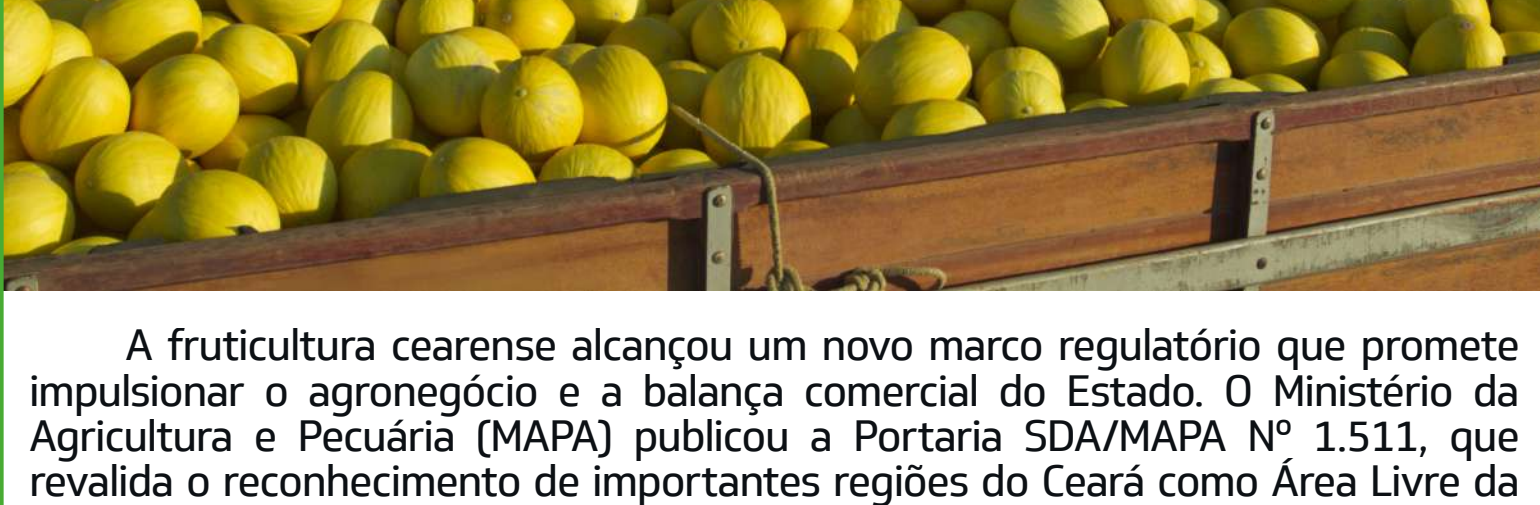 A fruticultura cearense alcançou um novo marco regulatório que promete
impulsionar o agronegócio e a balança comercial do Estado. O Ministério da
Agricultura e Pecuária (MAPA) publicou a Portaria SDA/MAPA Nº 1.511, que
revalida o reconhecimento de importantes regiões do Ceará como Área Livre da